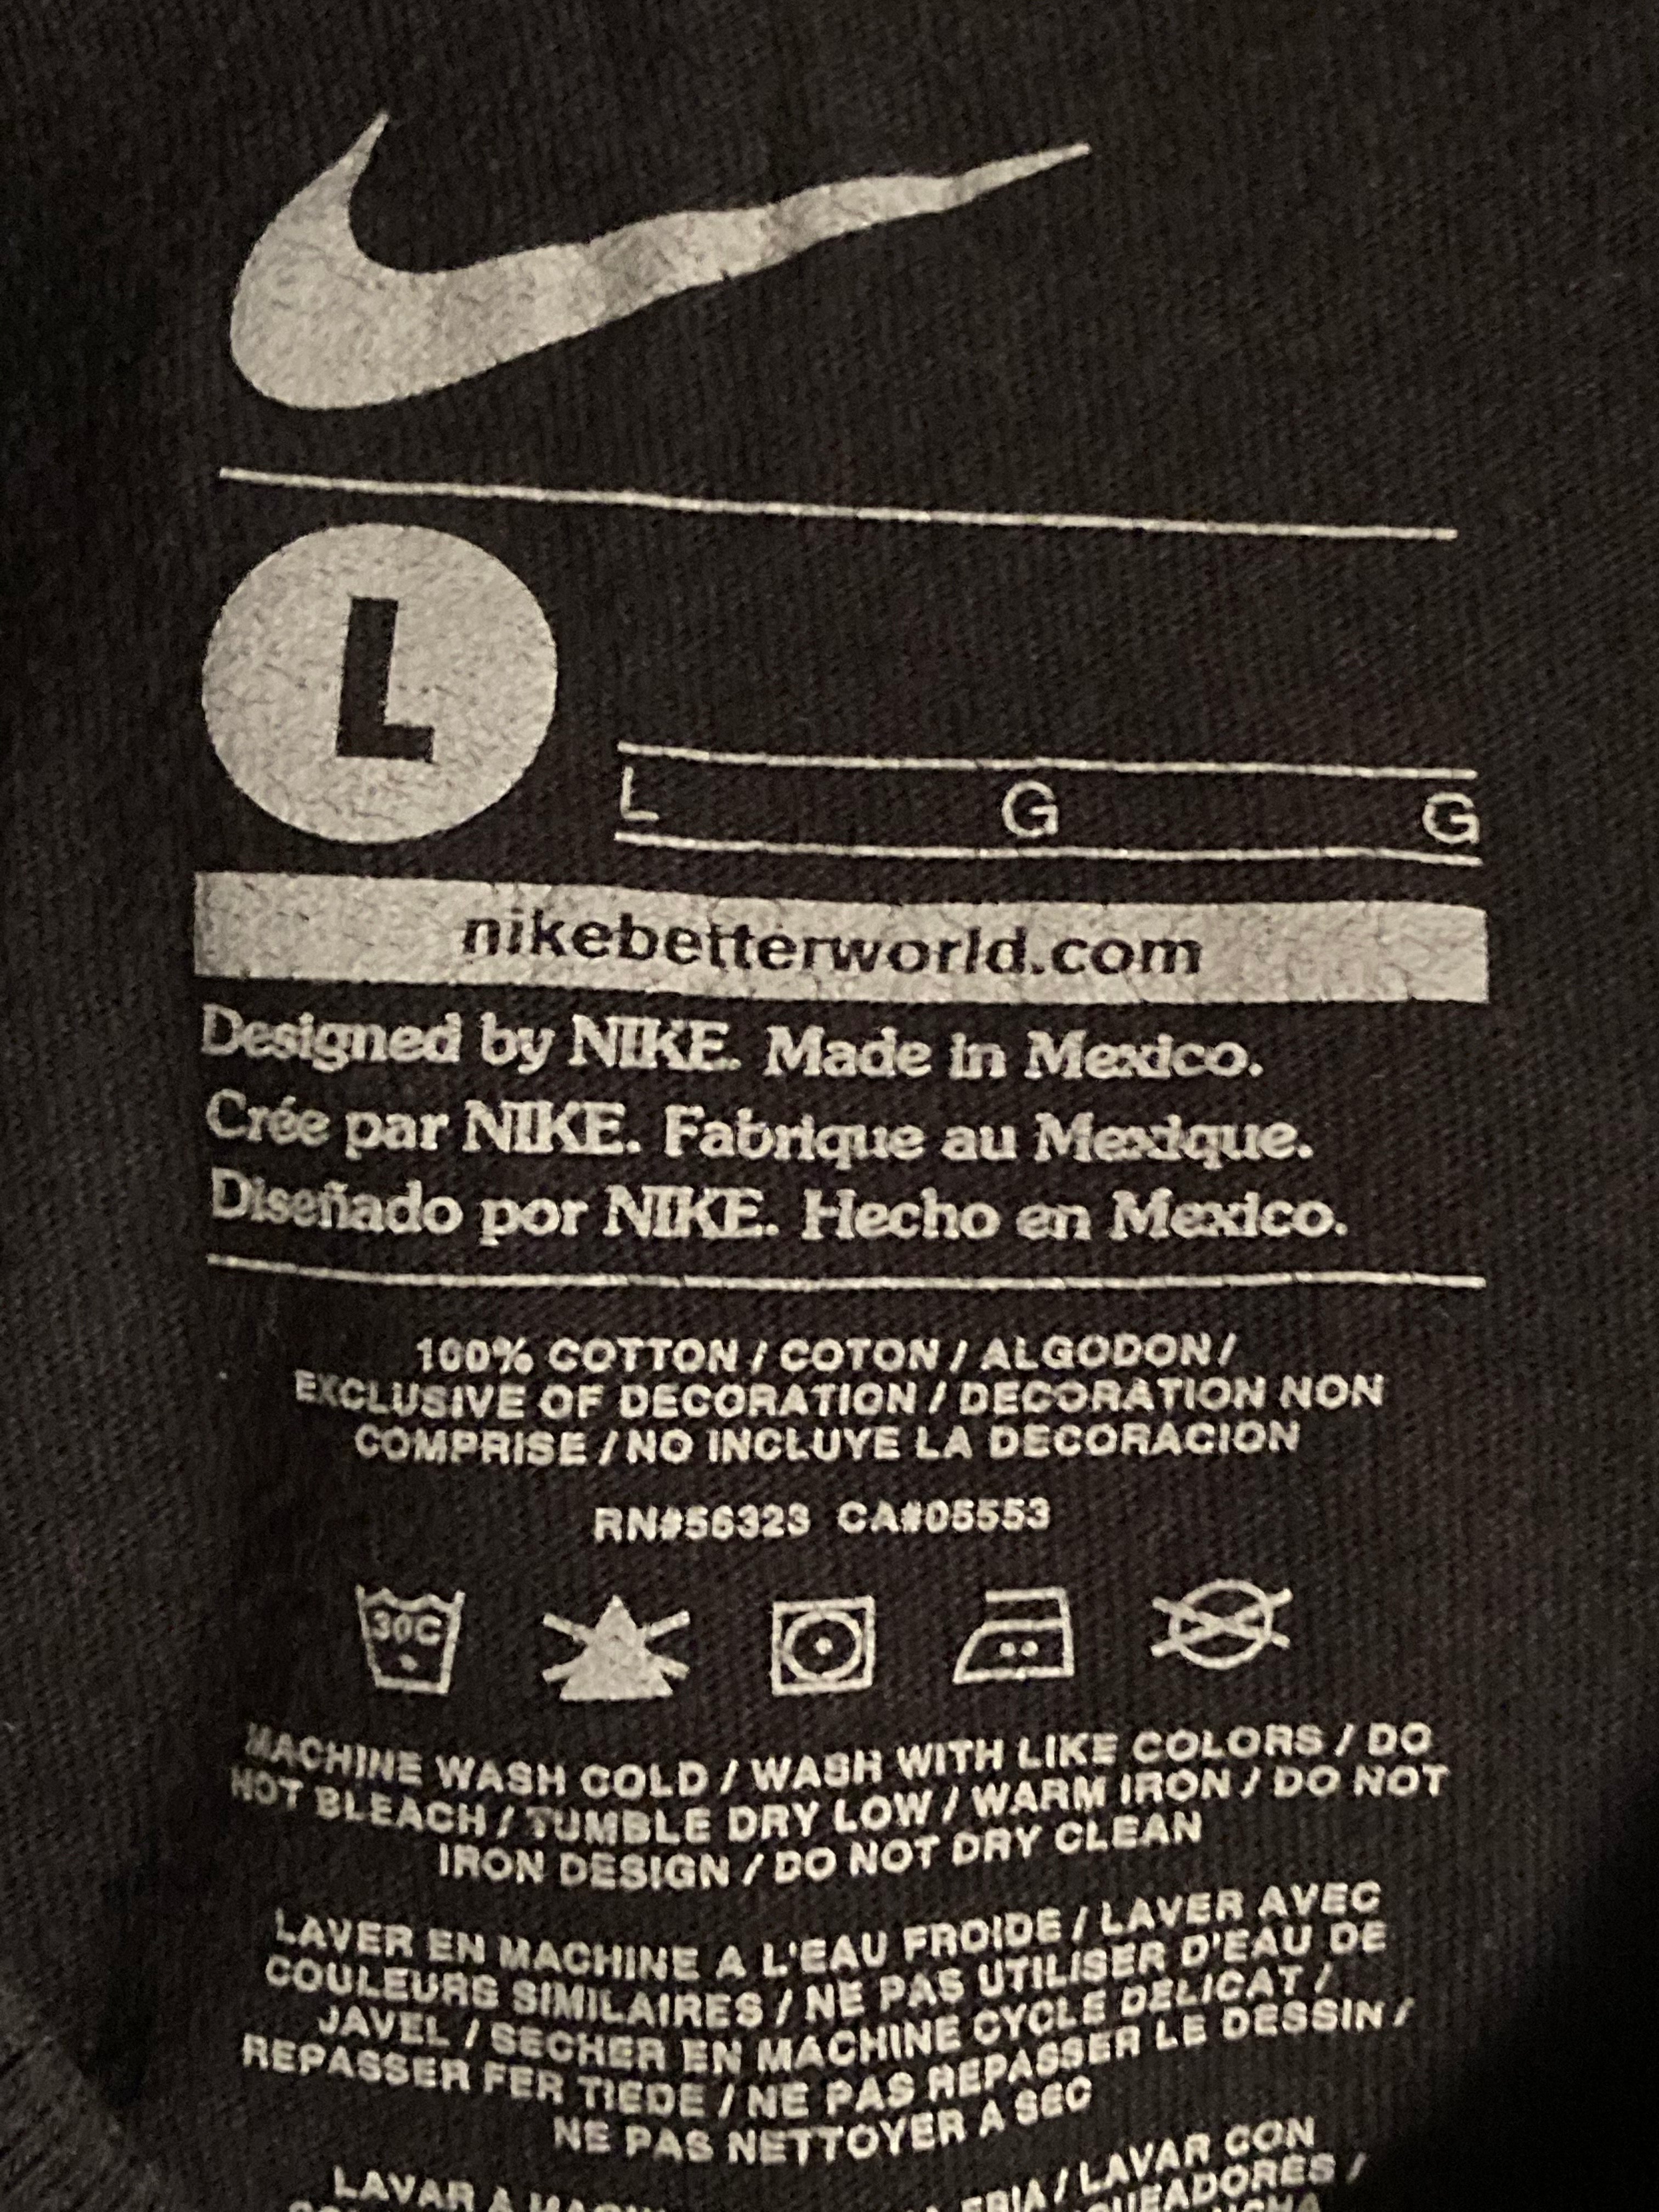 L
L G G
nikebetterworld.com
Designed by NIKE. Made in Mexico.
Crée par NIKE. Fabrique au Mexique.
Diseñado por NIKE. Hecho en Mexico.
100% COTTON / COTON / ALGODON /
EXCLUSIVE OF DECORATION / DECORATION NON
COMPRISE / NO INCLUYE LA DECORACION
RN#56323 CA#05553
30C
MACHINE WASH COLD / WASH WITH LIKE COLORS / DO
NOT BLEACH / TUMBLE DRY LOW / WARM IRON / DO NOT
IRON DESIGN / DO NOT DRY CLEAN
LAVER EN MACHINE A L'EAU FROIDE / LAVER AVEC
COULEURS SIMILAIRES / NE PAS UTILISER D'EAU DE
JAVEL / SECHER EN MACHINE CYCLE DELICAT /
REPASSER FER TIEDE / NE PAS REPASSER LE DESSIN /
NE PAS NETTOYER A SEC
LAVAR A / LAVAR CON